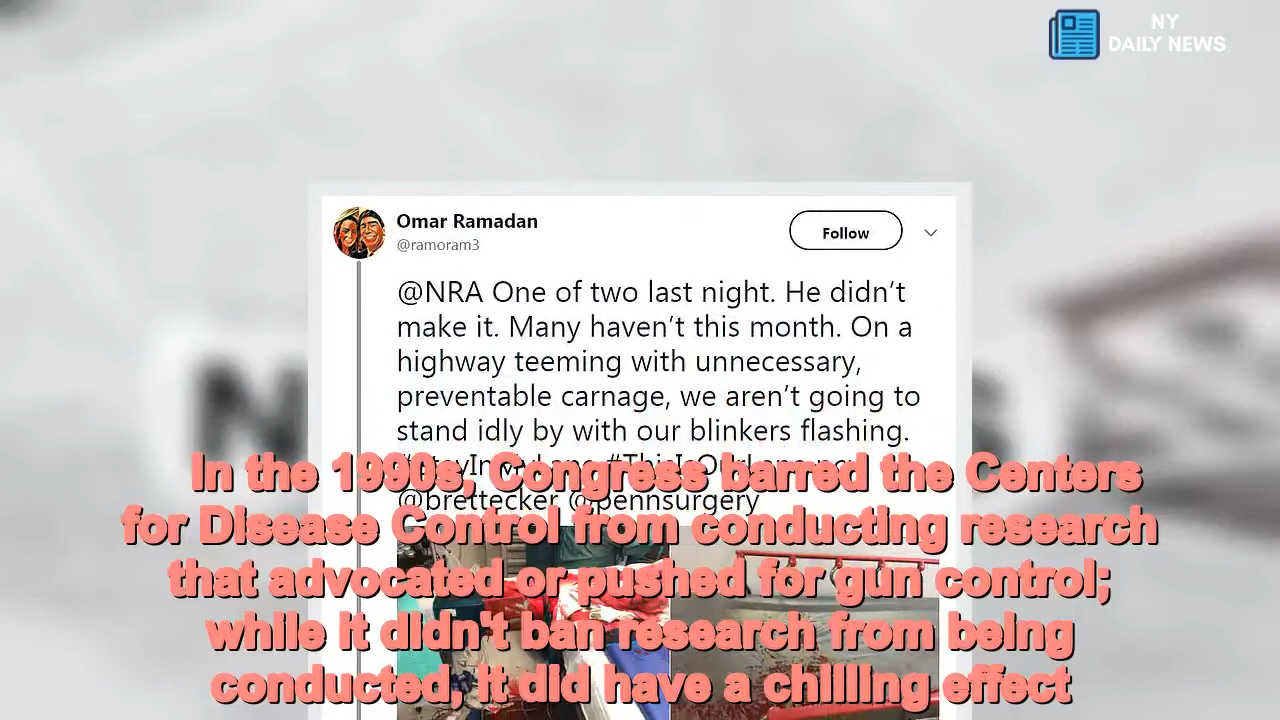 NY
DAILY NEWS
Omar Ramadan
@ramoram3
Follow
@NRA One of two last night. He didn't
make it. Many haven't this month. On a
highway teeming with unnecessary,
preventable carnage, we aren't going to
stand idly by with our blinkers flashing.
@brettecker @pennsurgery
In the 1990s, Congress barred the Centers
for Disease Control from conducting research
that advocated or pushed for gun control;
while it didn't ban research from being
conducted, it did have a chilling effect